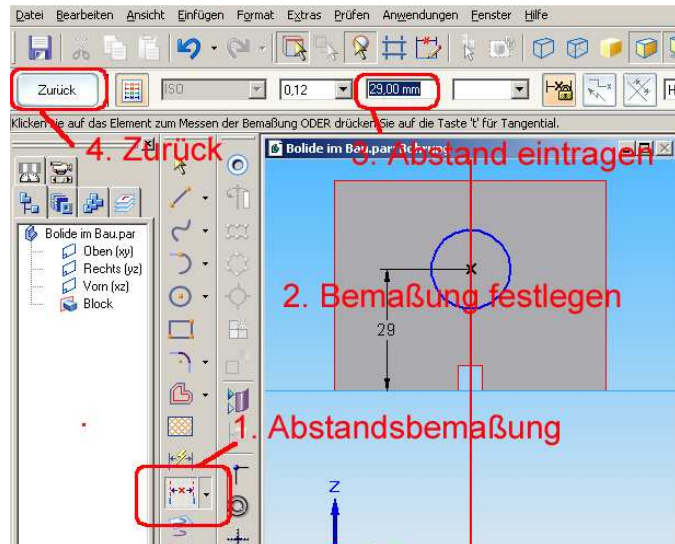 Datei Bearbeiten Ansicht Einfügen Format Extras Prüfen Anwendungen Fenster Hilfe
Zurück ISO 0,12 29,00 mm H
Klicken Sie auf das Element zum Messen der Bemaßung ODER drücken Sie auf die Taste 't' für Tangential.
4. Zurück
3. Abstand eintragen
Bolide im Bau.par
Bolide im Bau.par
Oben (xy)
Rechts (yz)
Vorn (xz)
Block
2. Bemaßung festlegen
29
1. Abstandsbemaßung
Z